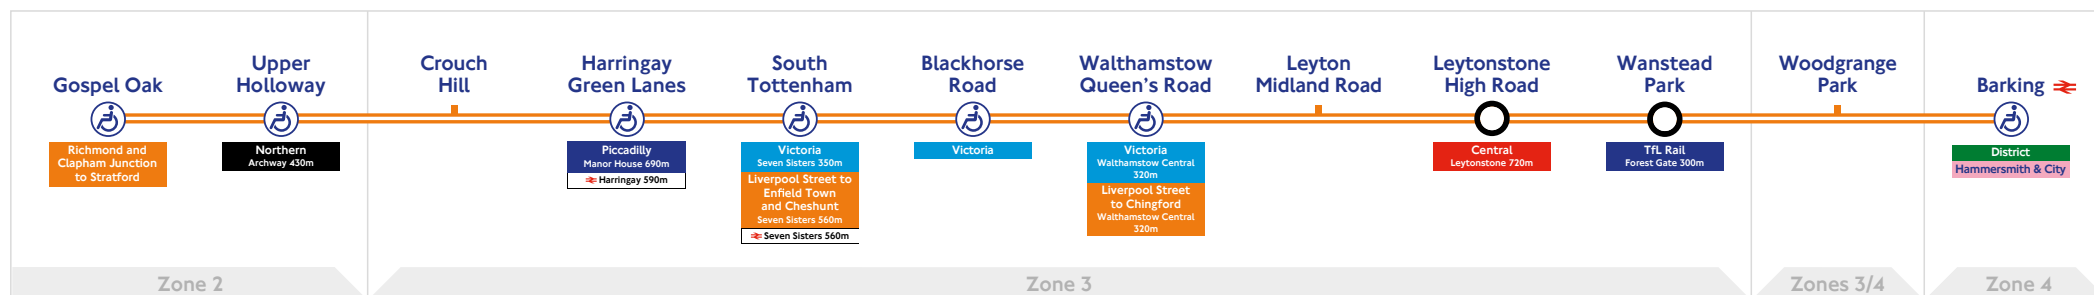 Gospel Oak
Richmond and
Clapham Junction
to Stratford
Upper
Holloway
Northern
Archway 430m
Crouch
Hill
Harringay
Green Lanes
Piccadilly
Manor House 690m
Harringay 590m
South
Tottenham
Victoria
Seven Sisters 350m
Liverpool Street to
Enfield Town
and Cheshunt
Seven Sisters 560m
Seven Sisters 560m
Blackhorse
Road
Victoria
Walthamstow
Queen's Road
Victoria
Walthamstow Central
320m
Liverpool Street
to Chingford
Walthamstow Central
320m
Leyton
Midland Road
Leytonstone
High Road
Central
Leytonstone 720m
Wanstead
Park
TfL Rail
Forest Gate 300m
Woodgrange
Park
Barking
District
Hammersmith & City
Zone 2
Zone 3
Zones 3/4
Zone 4